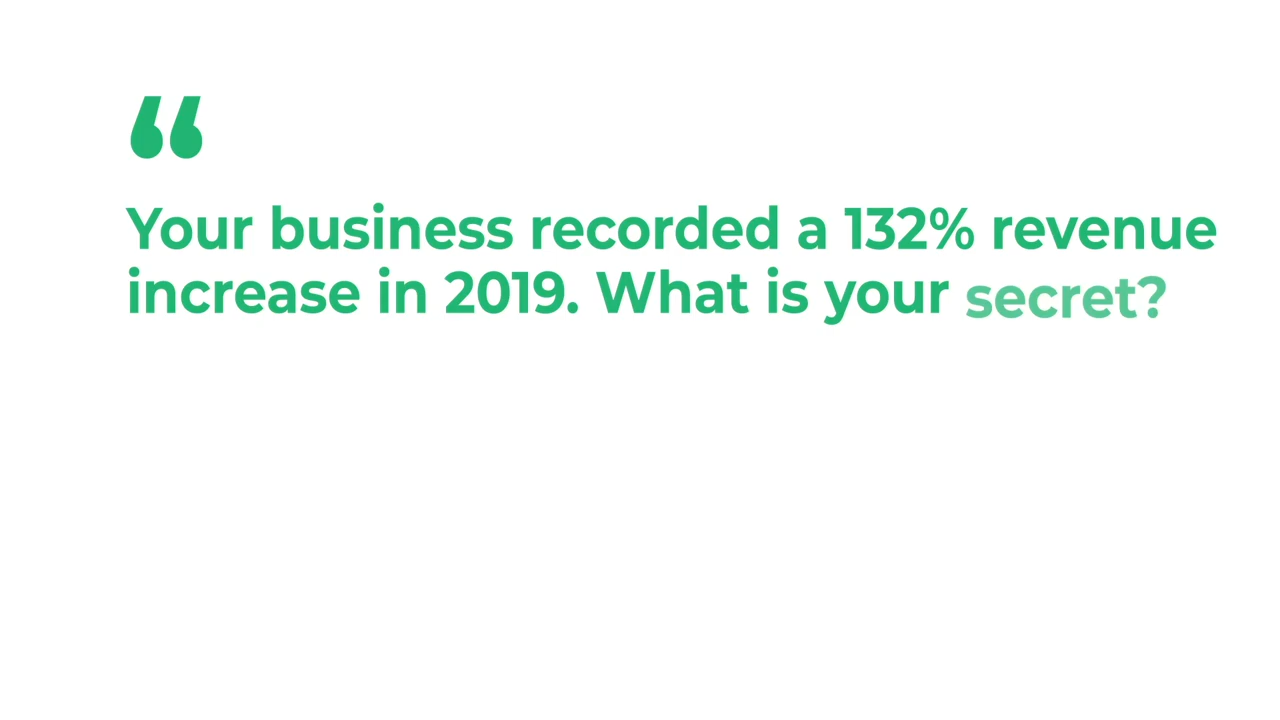 “
Your business recorded a 132% revenue
increase in 2019. What is your secret?